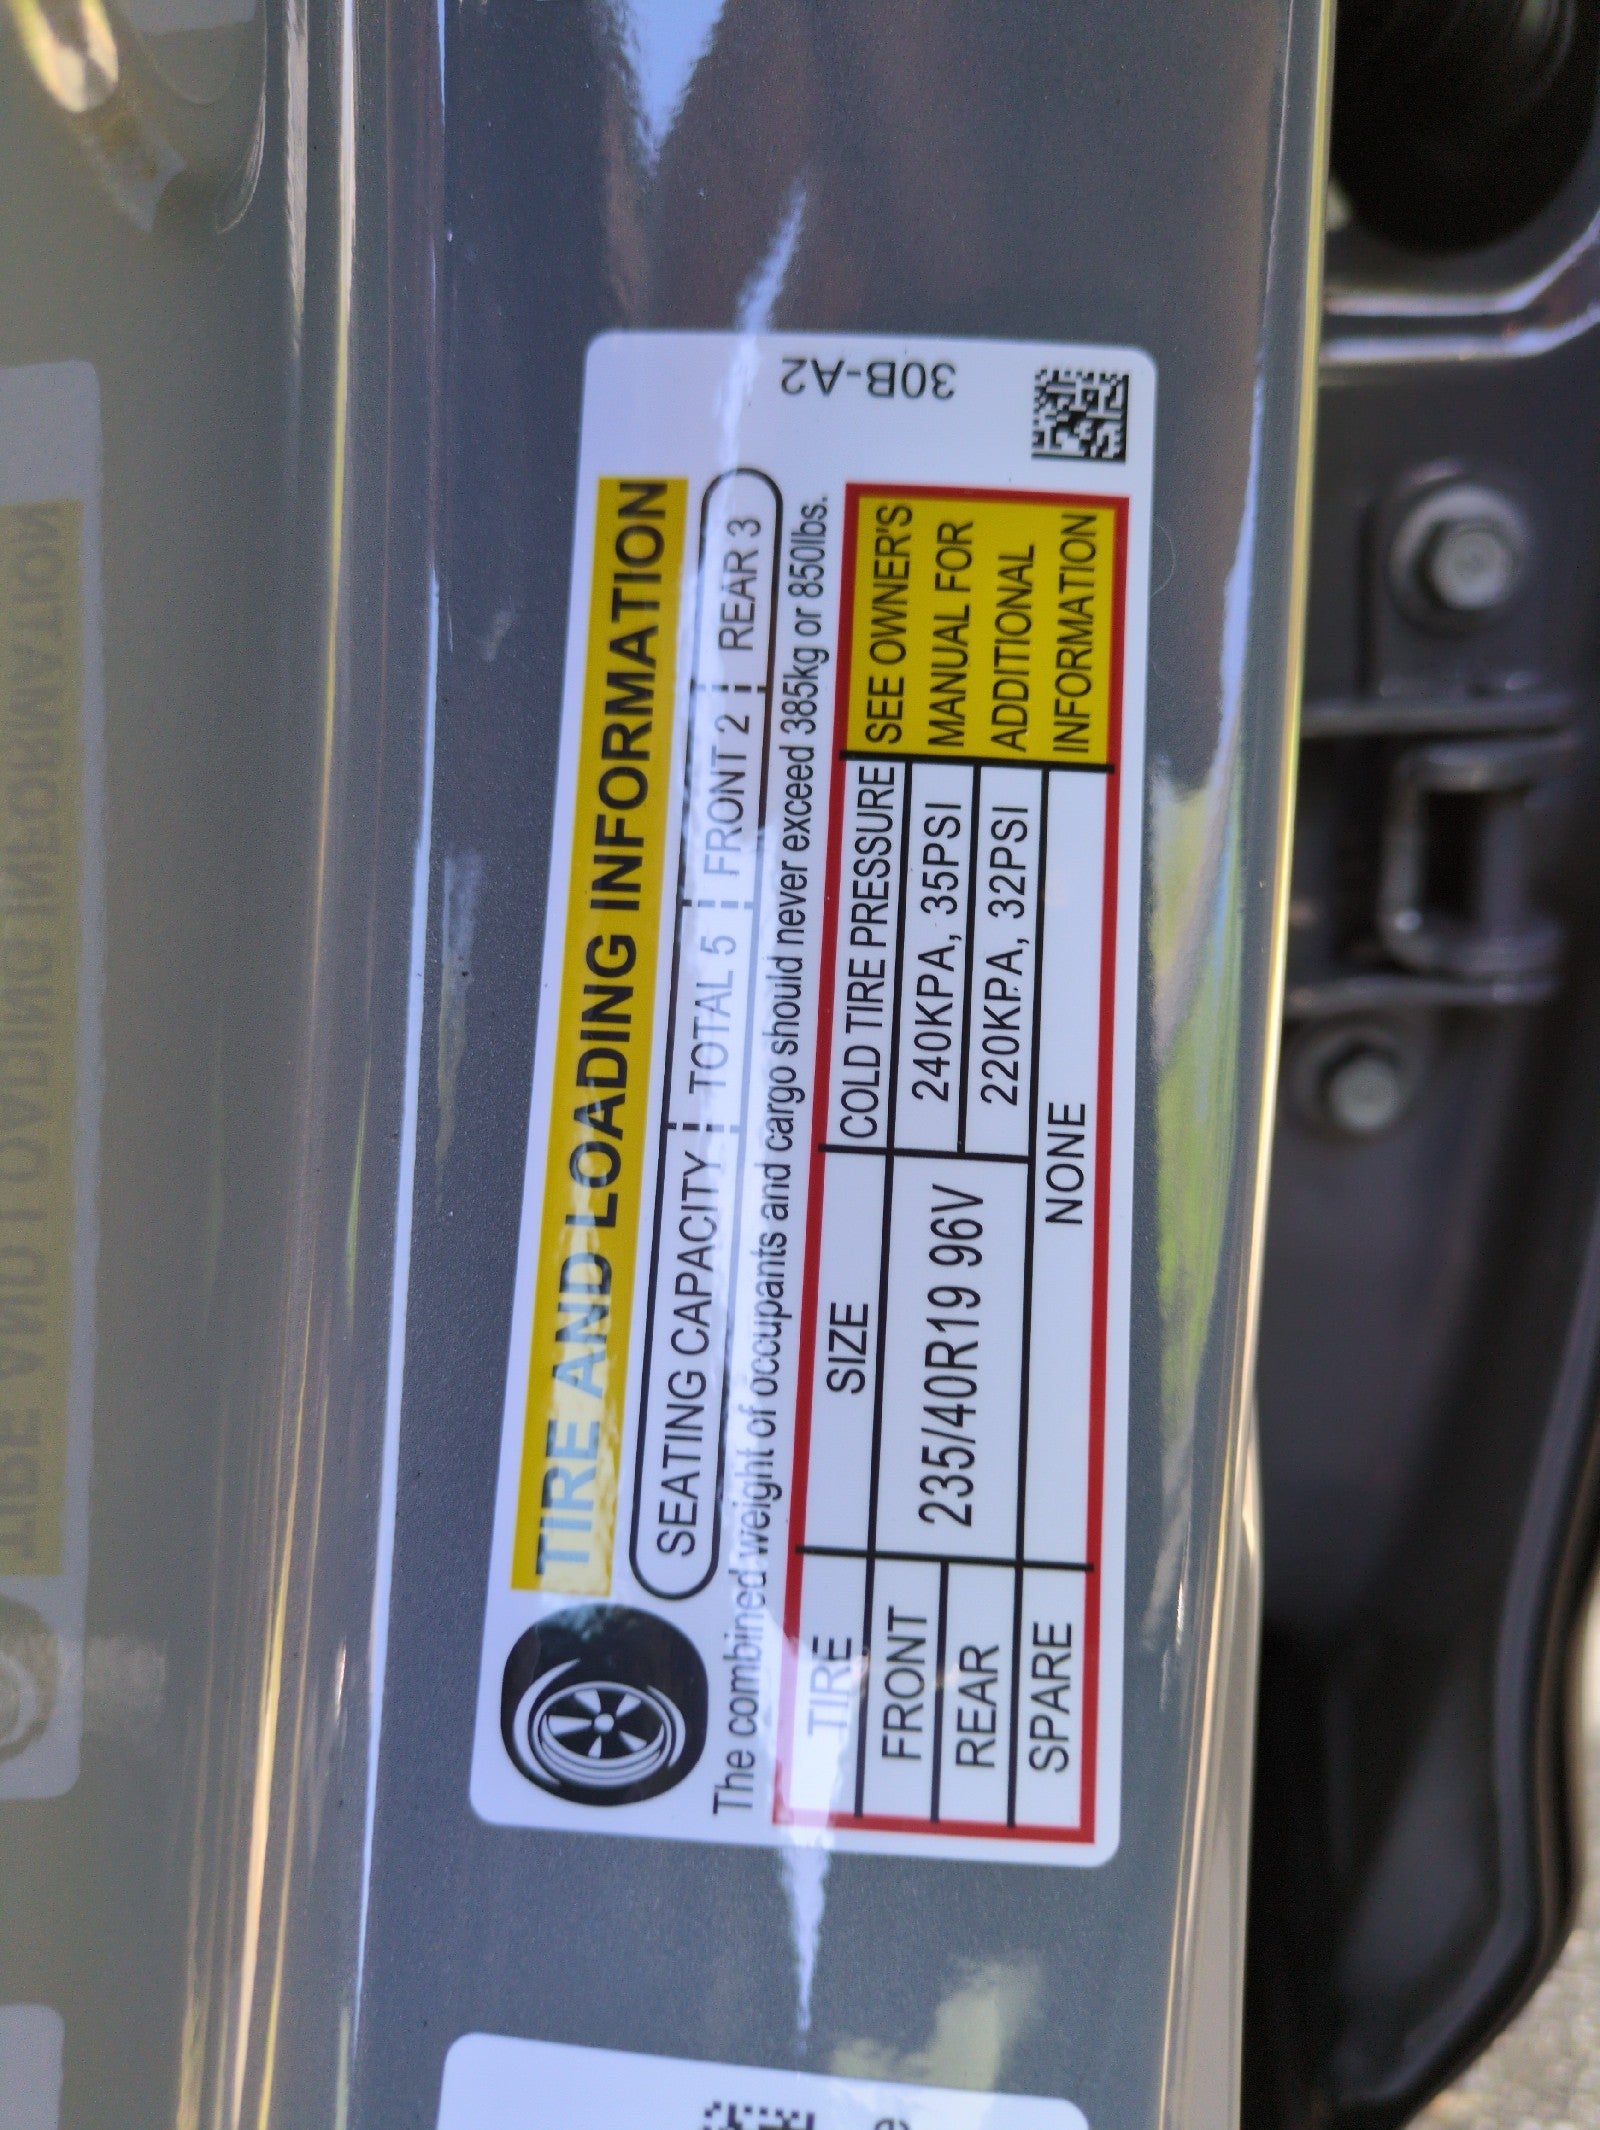 TIRE AND LOADING INFORMATION
SEATING CAPACITY TOTAL 5 FRONT 2 REAR 3
The combined weight of occupants and cargo should never exceed 385kg or 850lbs.
TIRE SIZE COLD TIRE PRESSURE
FRONT 235/40R19 96V 240KPA, 35PSI
REAR 220KPA, 32PSI
SPARE NONE
SEE OWNER'S
MANUAL FOR
ADDITIONAL
INFORMATION
30B-A2